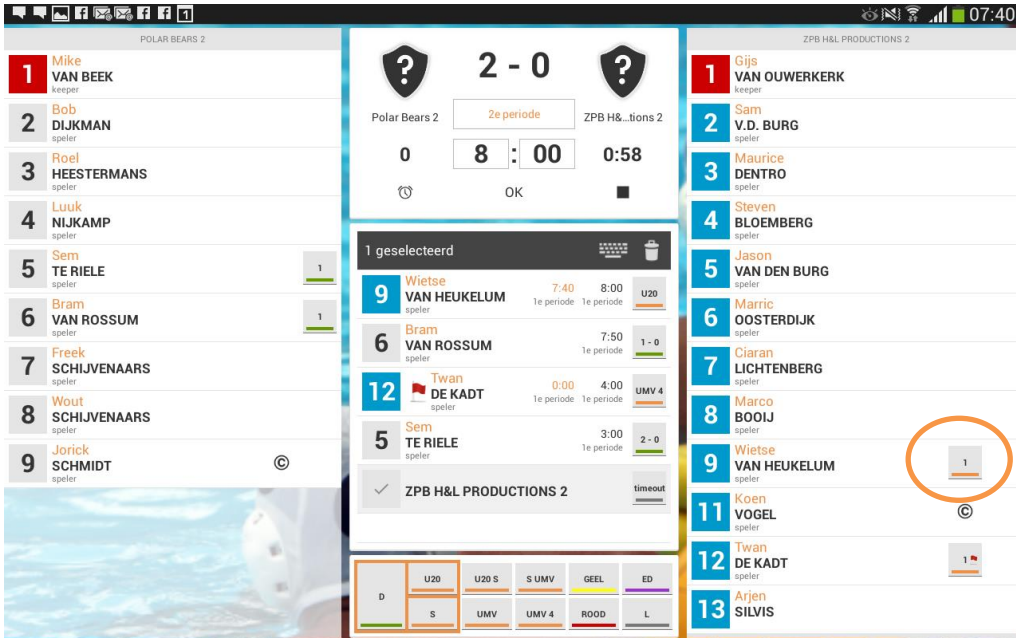 1
07:40
POLAR BEARS 2
1
Mike
VAN BEEK
keeper
2
Bob
DIJKMAN
speler
3
Roel
HEESTERMANS
speler
4
Luuk
NIJKAMP
speler
5
Sem
TE RIELE
speler
1
6
Bram
VAN ROSSUM
speler
1
7
Freek
SCHIJVENAARS
speler
8
Wout
SCHIJVENAARS
speler
9
Jorick
SCHMIDT
speler
©
?
2 - 0
?
Polar Bears 2
2e periode
ZPB H&...tions 2
0
8 : 00
0:58
OK
1 geselecteerd
9
Wietse
VAN HEUKELUM
speler
7:40 8:00
1e periode 1e periode
U20
6
Bram
VAN ROSSUM
speler
7:50
1e periode
1 - 0
12
Twan
DE KADT
speler
0:00 4:00
1e periode 1e periode
UMV 4
5
Sem
TE RIELE
speler
3:00
1e periode
2 - 0
ZPB H&L PRODUCTIONS 2
timeout
D
U20 U20 S S UMV GEEL ED
S UMV UMV 4 ROOD L
ZPB H&L PRODUCTIONS 2
1
Gijs
VAN OUWERKERK
keeper
2
Sam
V.D. BURG
speler
3
Maurice
DENTRO
speler
4
Steven
BLOEMBERG
speler
5
Jason
VAN DEN BURG
speler
6
Marric
OOSTERDIJK
speler
7
Ciaran
LICHTENBERG
speler
8
Marco
BOOIJ
speler
9
Wietse
VAN HEUKELUM
speler
1
11
Koen
VOGEL
speler
©
12
Twan
DE KADT
speler
1
13
Arjen
SILVIS
speler